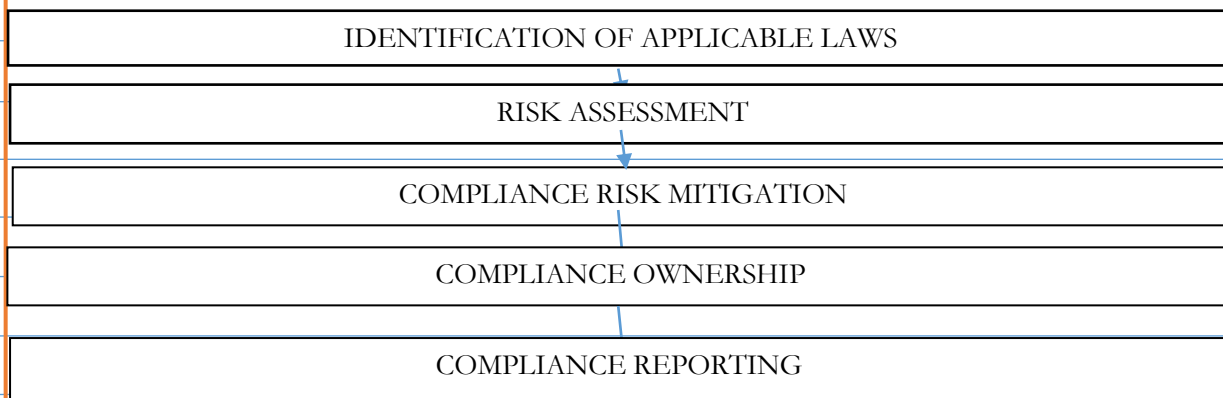 IDENTIFICATION OF APPLICABLE LAWS
RISK ASSESSMENT
COMPLIANCE RISK MITIGATION
COMPLIANCE OWNERSHIP
COMPLIANCE REPORTING